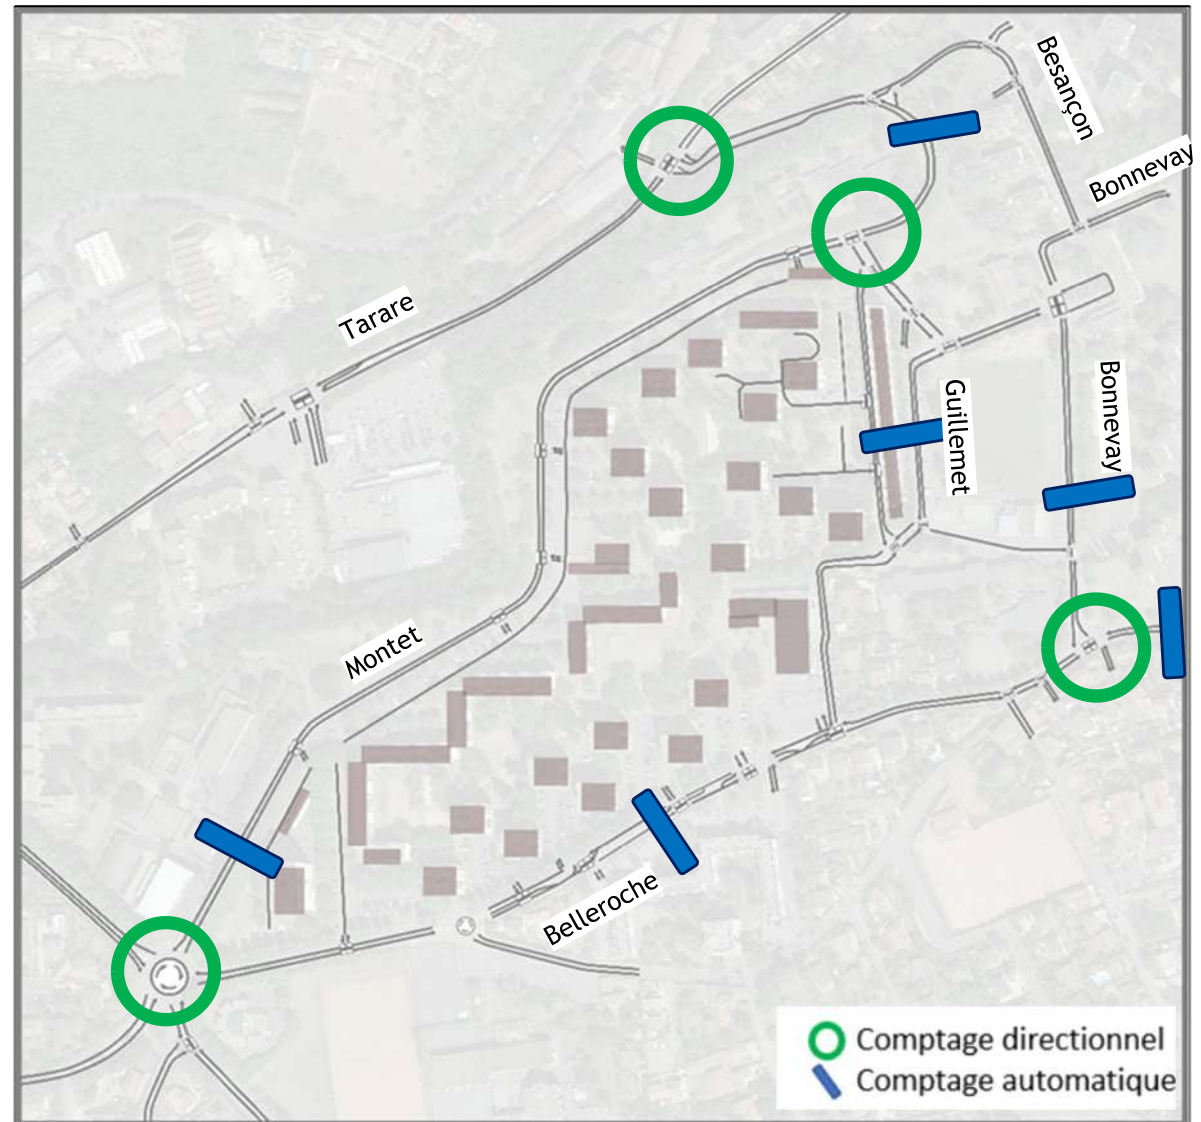 Besançon
Bonnevay
Tarare
Bonnevay
Guillemet
Montet
Belleroche
Comptage directionnel
Comptage automatique